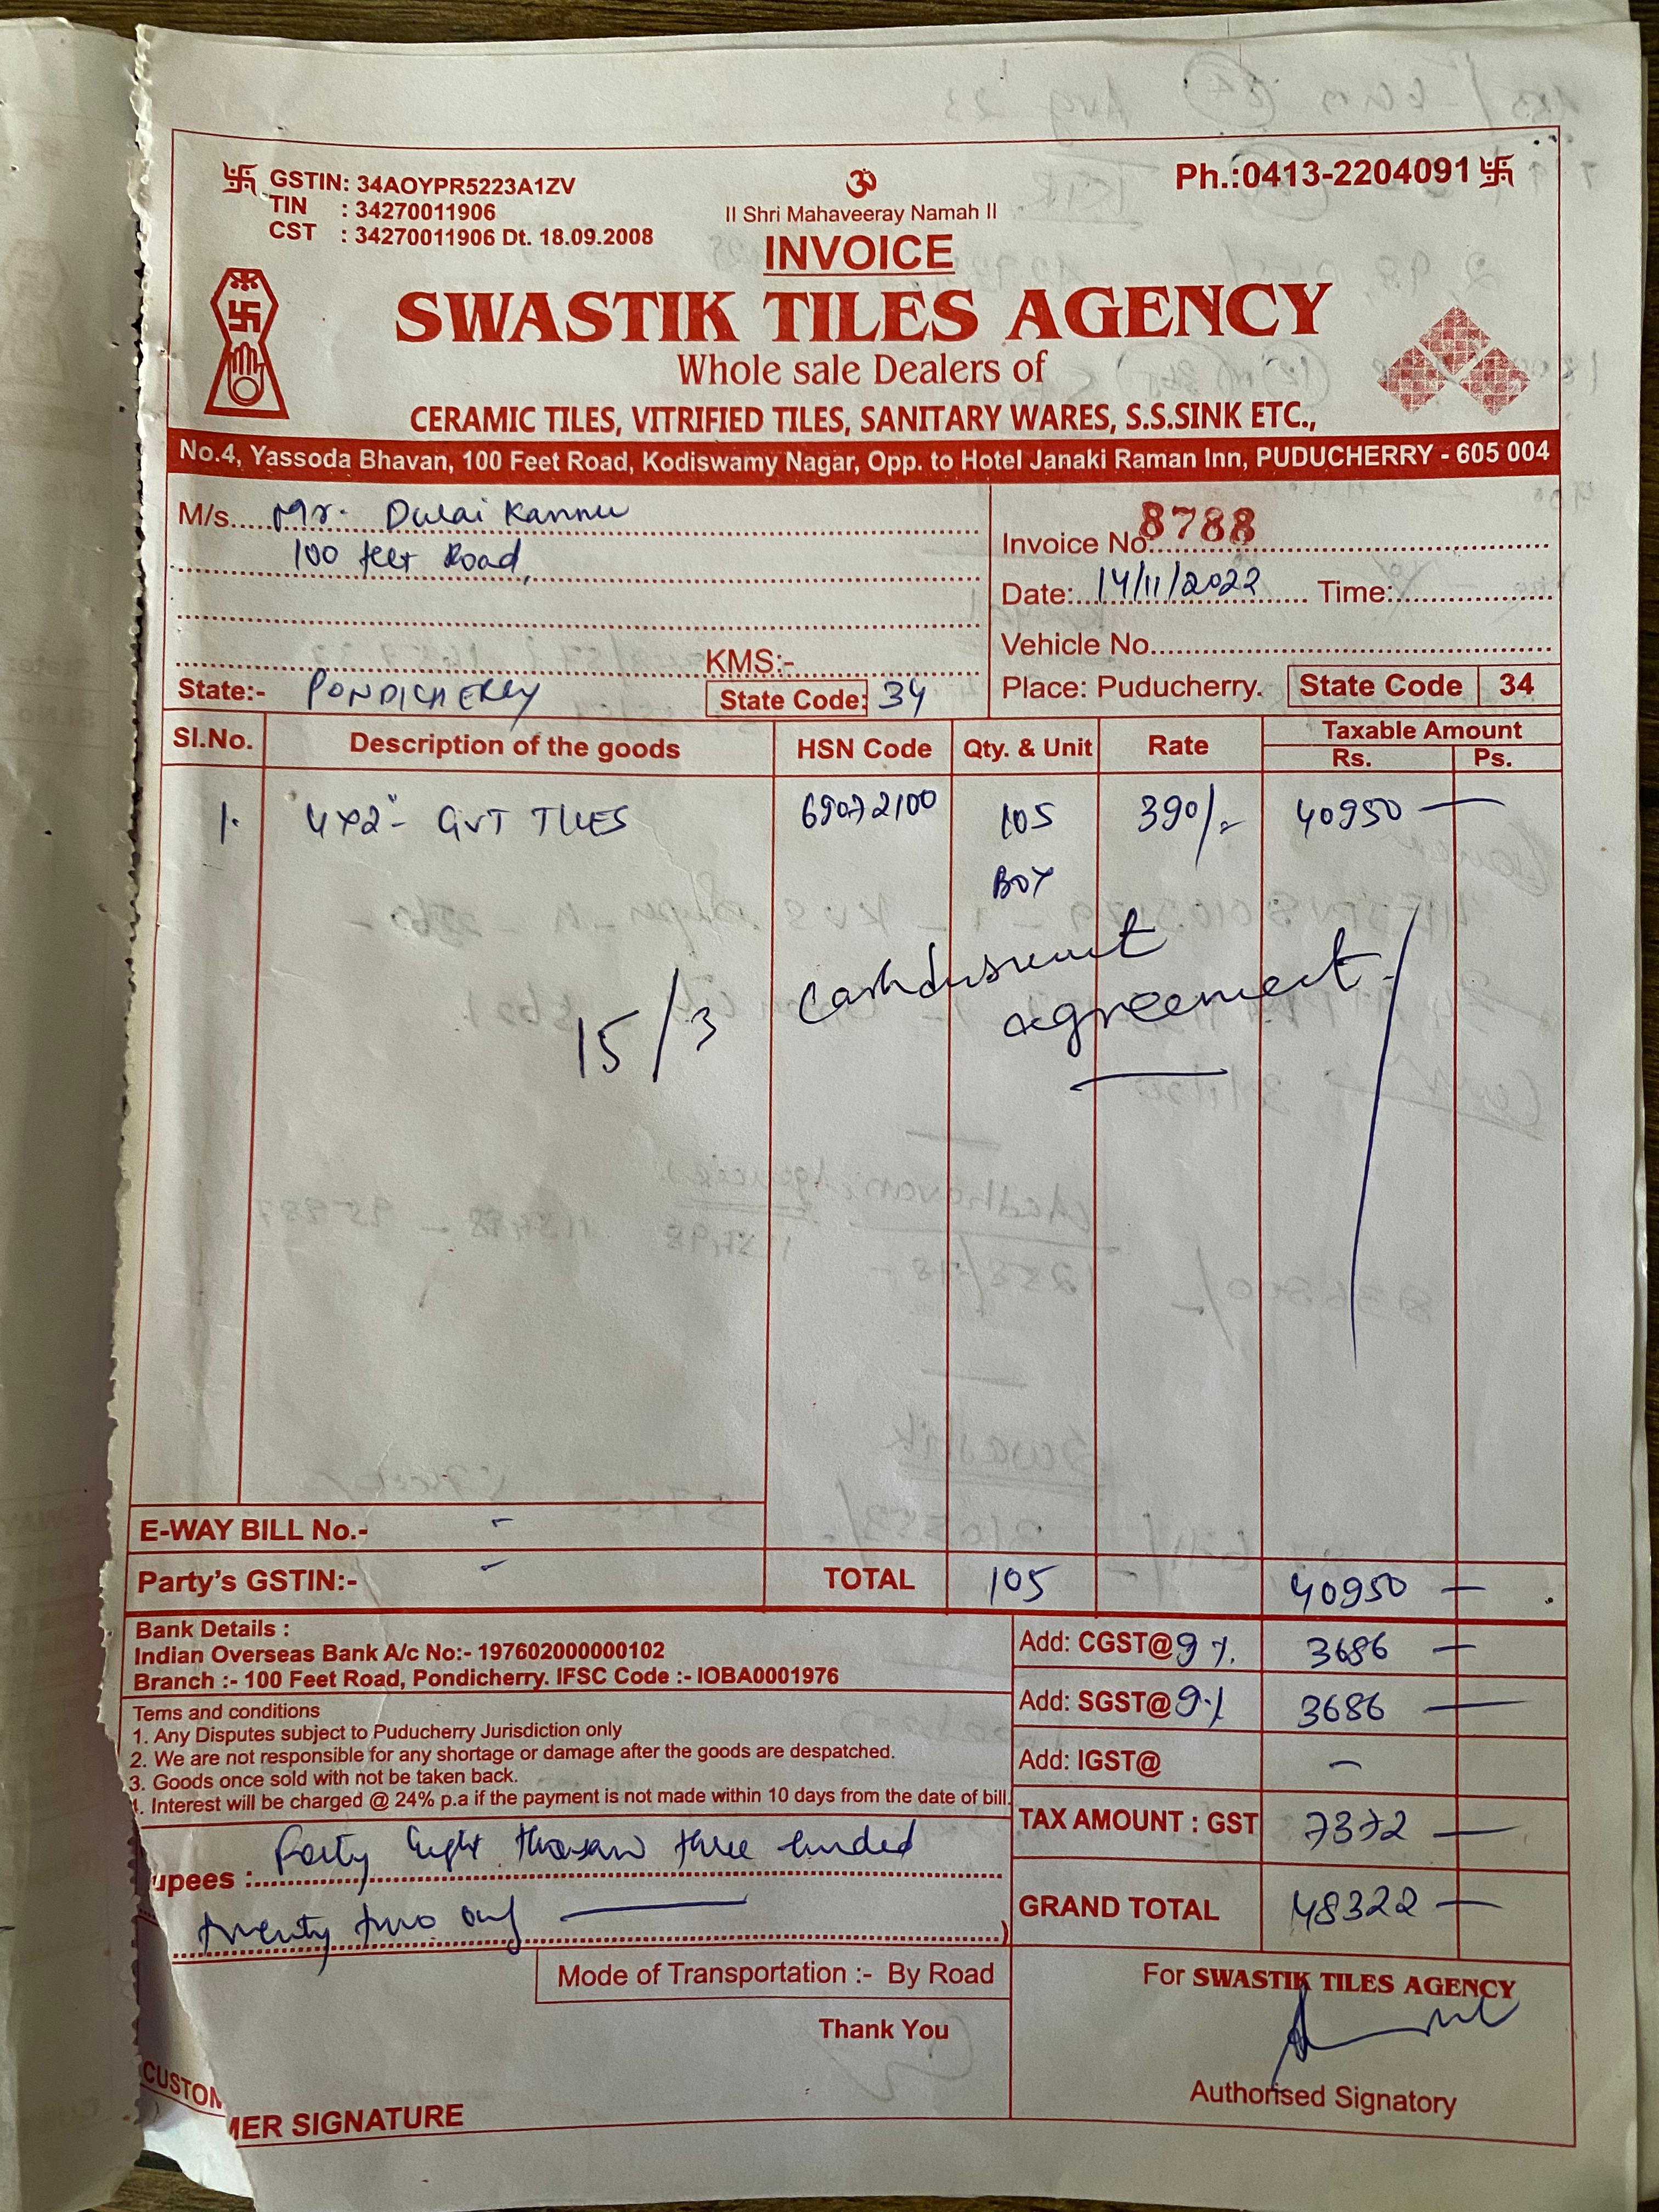 GSTIN: 34AOYPR5223A1ZV
TIN : 34270011906
CST : 34270011906 Dt. 18.09.2008
ॐ
II Shri Mahaveeray Namah II
Ph.:0413-2204091
INVOICE
SWASTIK TILES AGENCY
Whole sale Dealers of
CERAMIC TILES, VITRIFIED TILES, SANITARY WARES, S.S.SINK ETC.,
No.4, Yassoda Bhavan, 100 Feet Road, Kodiswamy Nagar, Opp. to Hotel Janaki Raman Inn, PUDUCHERRY - 605 004
M/s. Mr. Dulai Kannu
100 feet Road,
KMS:-
State:- PONDICHERRY State Code: 34
Invoice No. 8788
Date: 14/11/2022 Time:
Vehicle No.
Place: Puducherry. State Code 34
Sl.No. Description of the goods HSN Code Qty. & Unit Rate Taxable Amount
Rs. Ps.
1. 4x2" - GVT TILES 69072100 105 390/- 40950 —
BOX
15/3 agreement
E-WAY BILL No.- -
Party's GSTIN:- - TOTAL 105 40950 —
Bank Details :
Indian Overseas Bank A/c No:- 197602000000102
Branch :- 100 Feet Road, Pondicherry. IFSC Code :- IOBA0001976
Tems and conditions
1. Any Disputes subject to Puducherry Jurisdiction only
2. We are not responsible for any shortage or damage after the goods are despatched.
3. Goods once sold with not be taken back.
. Interest will be charged @ 24% p.a if the payment is not made within 10 days from the date of bill.
upees : Forty eight thousan three hunded
twenty two only )
Add: CGST@ 9 % 3686 —
Add: SGST@ 9 % 3686 —
Add: IGST@ -
TAX AMOUNT : GST 7372 —
GRAND TOTAL 48322 —
Mode of Transportation :- By Road
Thank You
For SWASTIK TILES AGENCY
Authorised Signatory
CUSTOM
MER SIGNATURE